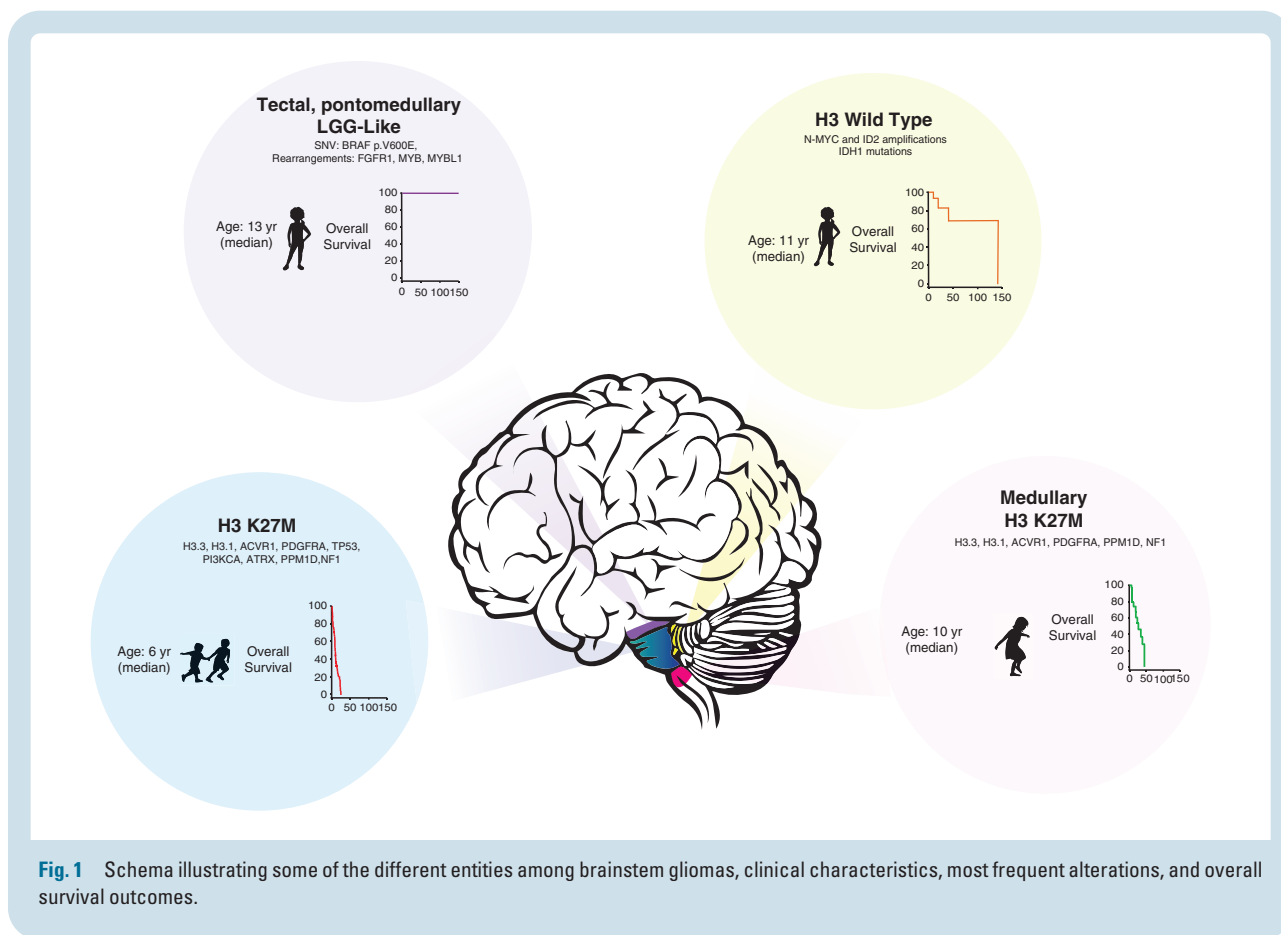 Tectal, pontomedullary
LGG-Like
SNV: BRAF p.V600E,
Rearrangements: FGFR1, MYB, MYBL1
Age: 13 yr
(median)
Overall
Survival
100
80
60
40
20
0
0 50 100150
H3 Wild Type
N-MYC and ID2 amplifications
IDH1 mutations
Age: 11 yr
(median)
Overall
Survival
100
80
60
40
20
0
0 50 100 150
H3 K27M
H3.3, H3.1, ACVR1, PDGFRA, TP53,
PI3KCA, ATRX, PPM1D,NF1
Age: 6 yr
(median)
Overall
Survival
100
80
60
40
20
0
0 50 100150
Medullary
H3 K27M
H3.3, H3.1, ACVR1, PDGFRA, PPM1D, NF1
Age: 10 yr
(median)
Overall
Survival
100
80
60
40
20
0
0 50 100150
Fig. 1 Schema illustrating some of the different entities among brainstem gliomas, clinical characteristics, most frequent alterations, and overall
survival outcomes.